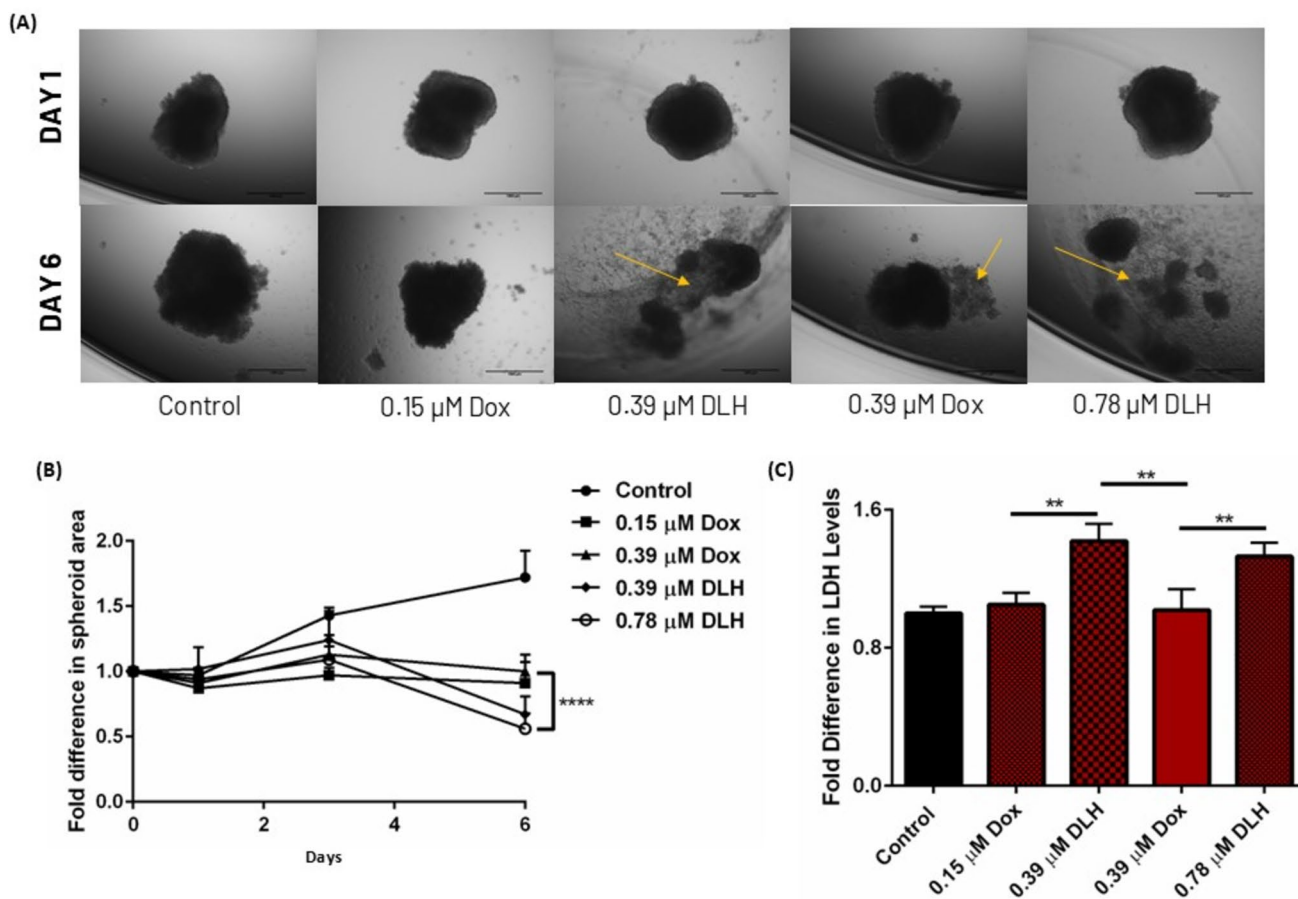 (A)
DAY 1
DAY 6
Control
0.15 µM Dox
0.39 µM DLH
0.39 µM Dox
0.78 µM DLH
(B)
Fold difference in spheroid area
2.0
1.5
1.0
0.5
0.0
0
2
4
6
Days
****
Control
0.15 µM Dox
0.39 µM Dox
0.39 µM DLH
0.78 µM DLH
(C)
Fold Difference in LDH Levels
1.6
0.8
0.0
**
**
**
Control
0.15 µM Dox
0.39 µM DLH
0.39 µM Dox
0.78 µM DLH